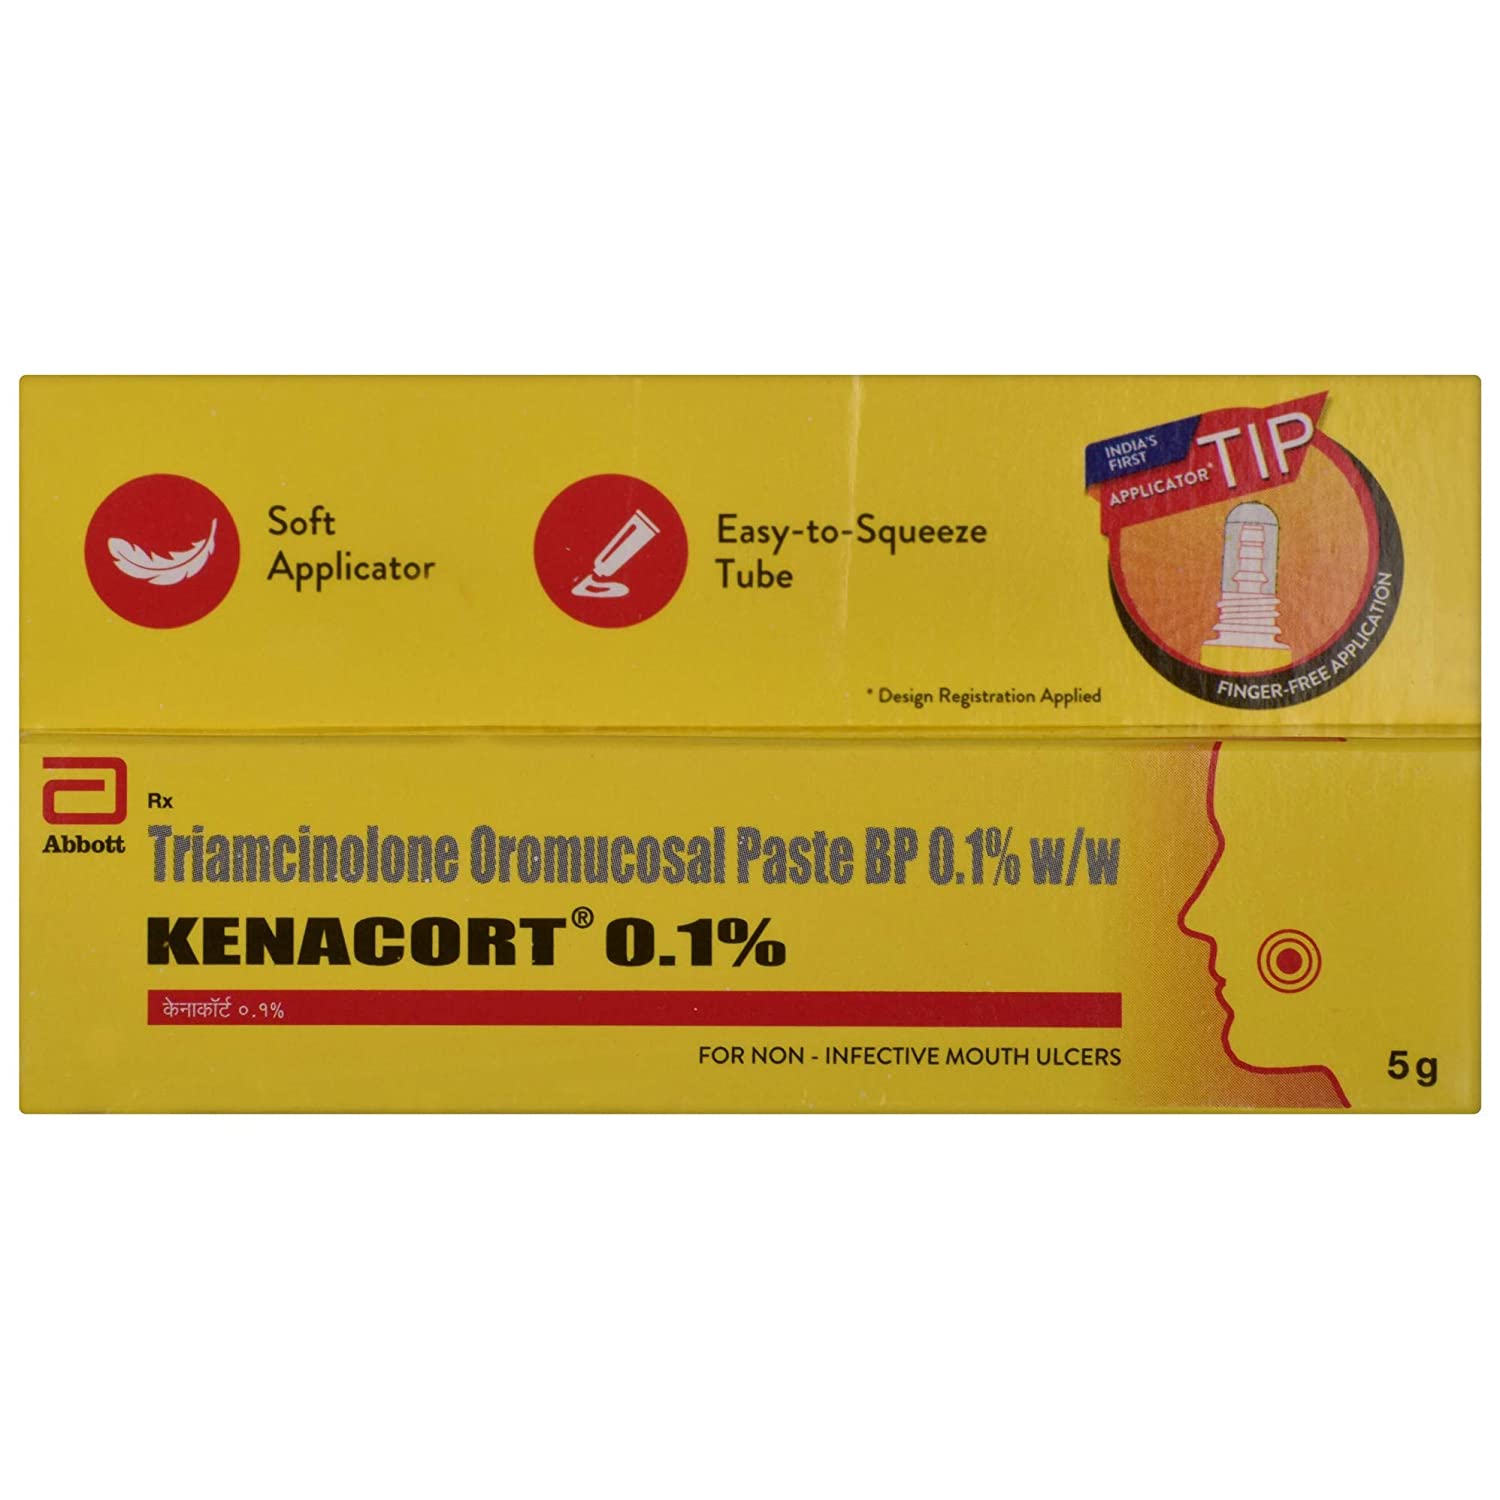 Soft
Applicator
Easy-to-Squeeze
Tube
INDIA'S
FIRST
APPLICATOR* TIP
FINGER-FREE APPLICATION
* Design Registration Applied
Abbott
Rx
Triamcinolone Oromucosal Paste BP 0.1% w/w
KENACORT® 0.1%
केनाकॉर्ट ०.१%
FOR NON - INFECTIVE MOUTH ULCERS
5 g